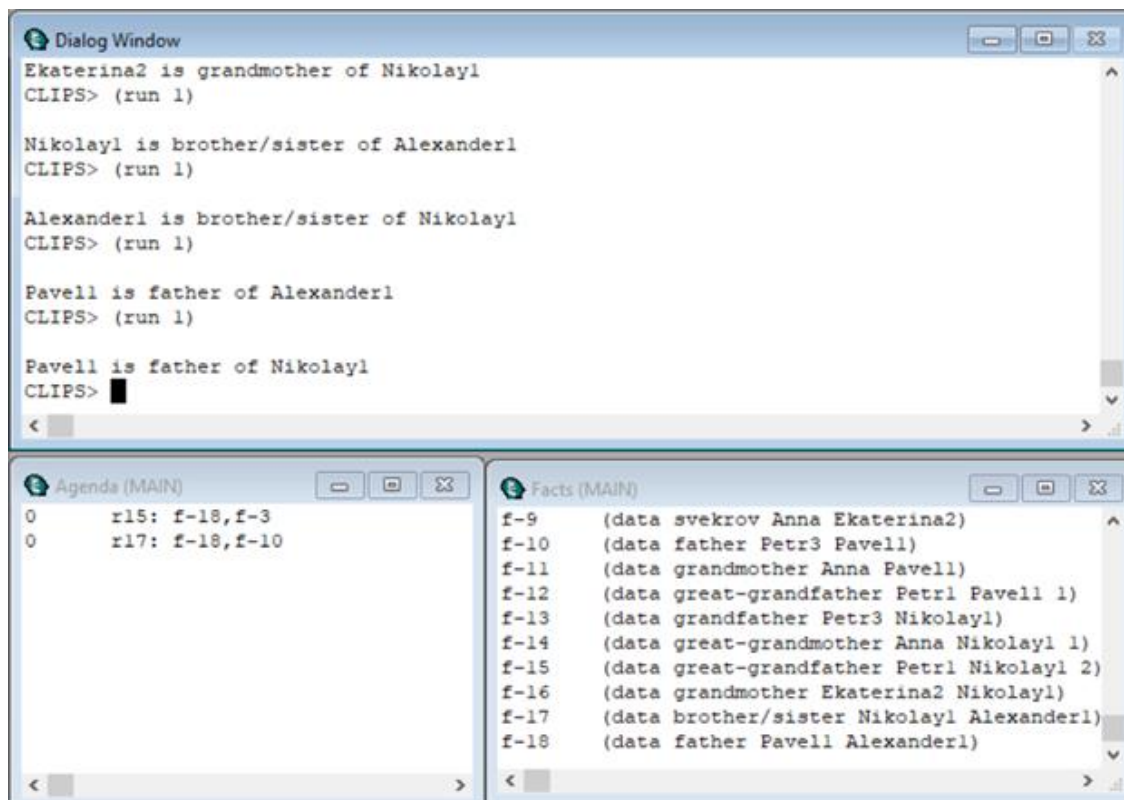 Dialog Window
Ekaterina2 is grandmother of Nikolay1
CLIPS> (run 1)
Nikolay1 is brother/sister of Alexander1
CLIPS> (run 1)
Alexander1 is brother/sister of Nikolay1
CLIPS> (run 1)
Pavel1 is father of Alexander1
CLIPS> (run 1)
Pavel1 is father of Nikolay1
CLIPS>
Agenda (MAIN)
0 r15: f-18,f-3
0 r17: f-18,f-10
Facts (MAIN)
f-9 (data svekrov Anna Ekaterina2)
f-10 (data father Petr3 Pavel1)
f-11 (data grandmother Anna Pavel1)
f-12 (data great-grandfather Petr1 Pavel1 1)
f-13 (data grandfather Petr3 Nikolay1)
f-14 (data great-grandmother Anna Nikolay1 1)
f-15 (data great-grandfather Petr1 Nikolay1 2)
f-16 (data grandmother Ekaterina2 Nikolay1)
f-17 (data brother/sister Nikolay1 Alexander1)
f-18 (data father Pavel1 Alexander1)